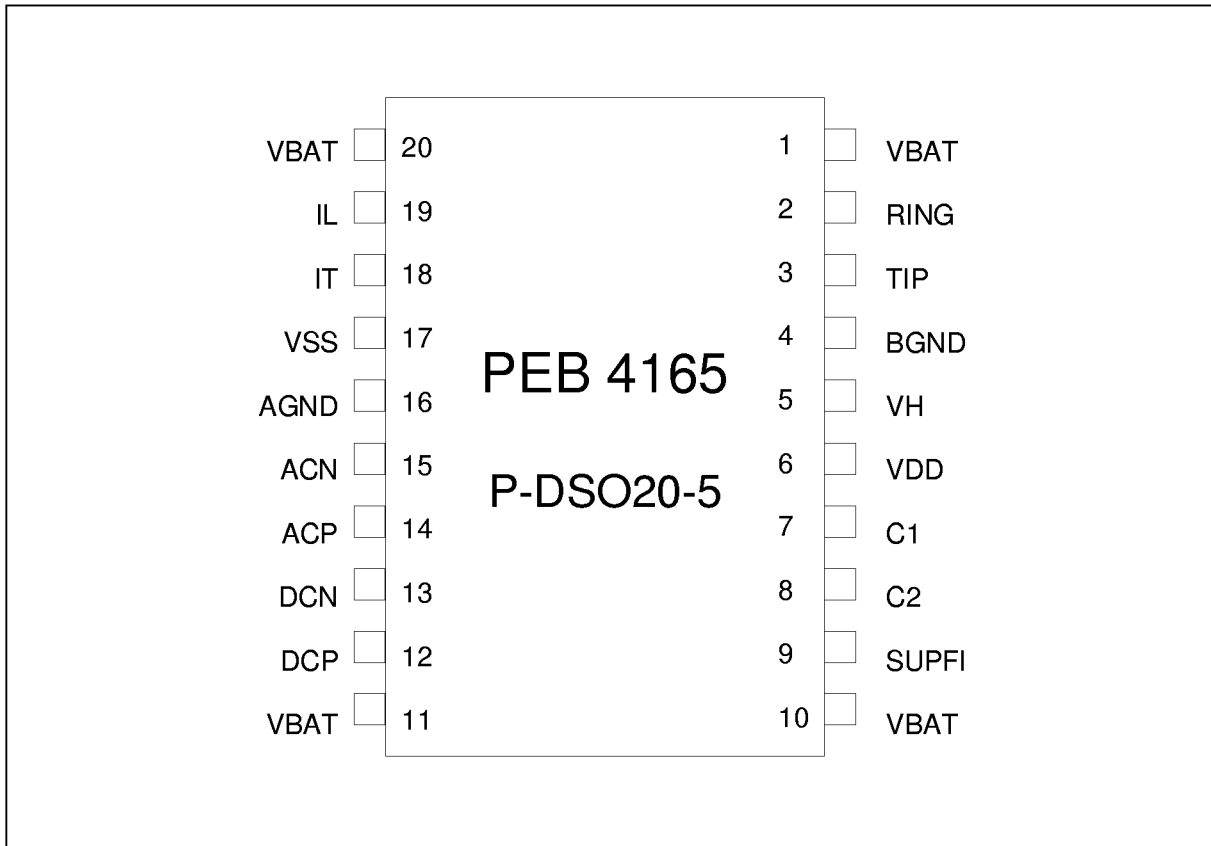 VBAT 20 1 VBAT
IL 19 2 RING
IT 18 3 TIP
VSS 17 4 BGND
PEB 4165
AGND 16 5 VH
ACN 15 6 VDD
P-DSO20-5
ACP 14 7 C1
DCN 13 8 C2
DCP 12 9 SUPFI
VBAT 11 10 VBAT